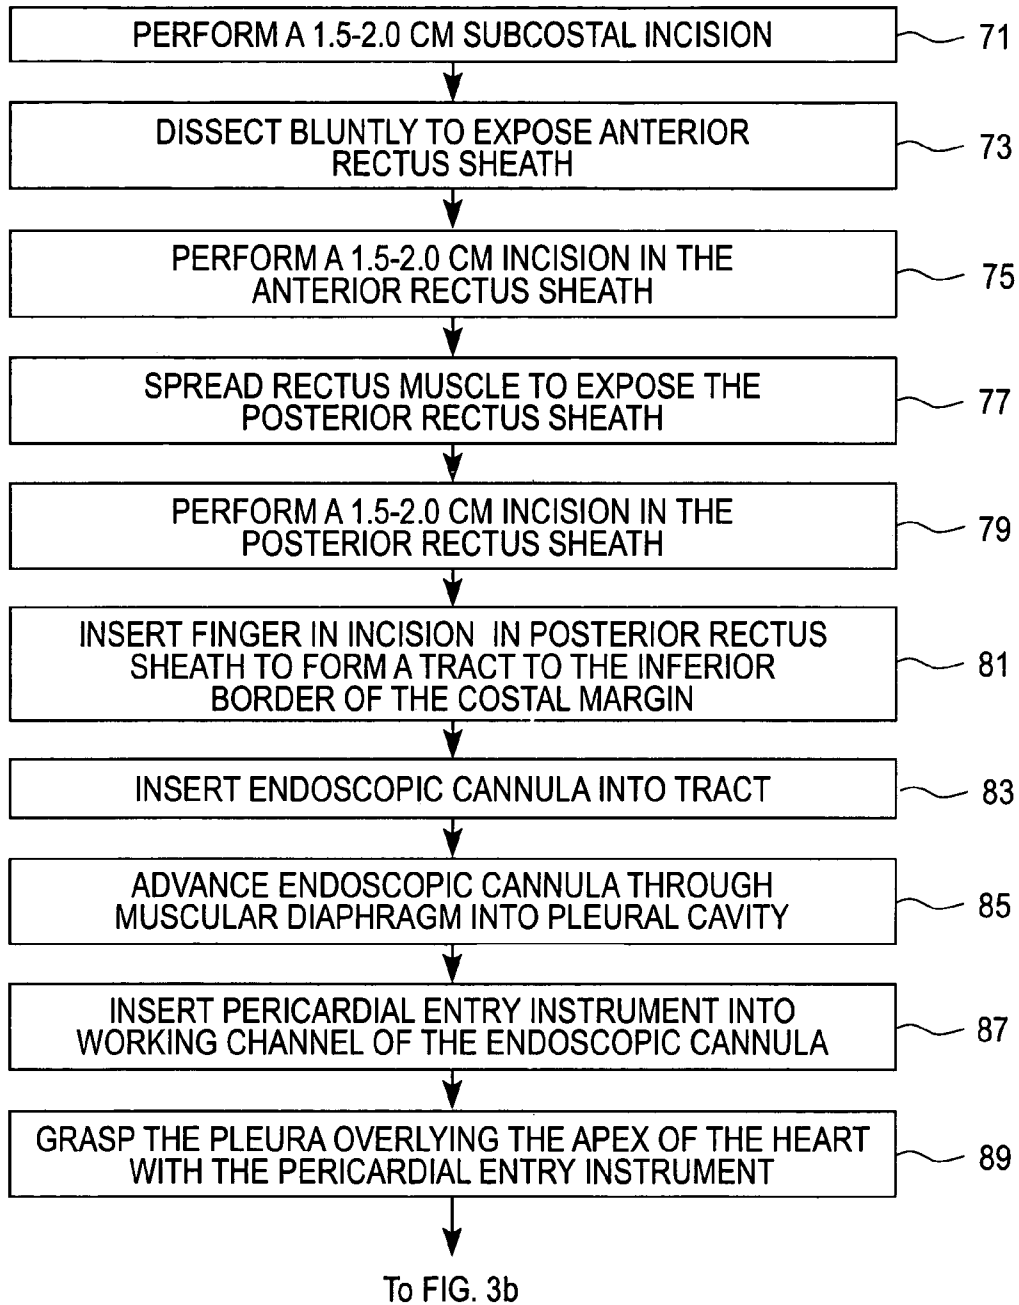 PERFORM A 1.5-2.0 CM SUBCOSTAL INCISION
71
DISSECT BLUNTLY TO EXPOSE ANTERIOR
RECTUS SHEATH
73
PERFORM A 1.5-2.0 CM INCISION IN THE
ANTERIOR RECTUS SHEATH
75
SPREAD RECTUS MUSCLE TO EXPOSE THE
POSTERIOR RECTUS SHEATH
77
PERFORM A 1.5-2.0 CM INCISION IN THE
POSTERIOR RECTUS SHEATH
79
INSERT FINGER IN INCISION IN POSTERIOR RECTUS
SHEATH TO FORM A TRACT TO THE INFERIOR
BORDER OF THE COSTAL MARGIN
81
INSERT ENDOSCOPIC CANNULA INTO TRACT
83
ADVANCE ENDOSCOPIC CANNULA THROUGH
MUSCULAR DIAPHRAGM INTO PLEURAL CAVITY
85
INSERT PERICARDIAL ENTRY INSTRUMENT INTO
WORKING CHANNEL OF THE ENDOSCOPIC CANNULA
87
GRASP THE PLEURA OVERLYING THE APEX OF THE HEART
WITH THE PERICARDIAL ENTRY INSTRUMENT
89
To FIG. 3b